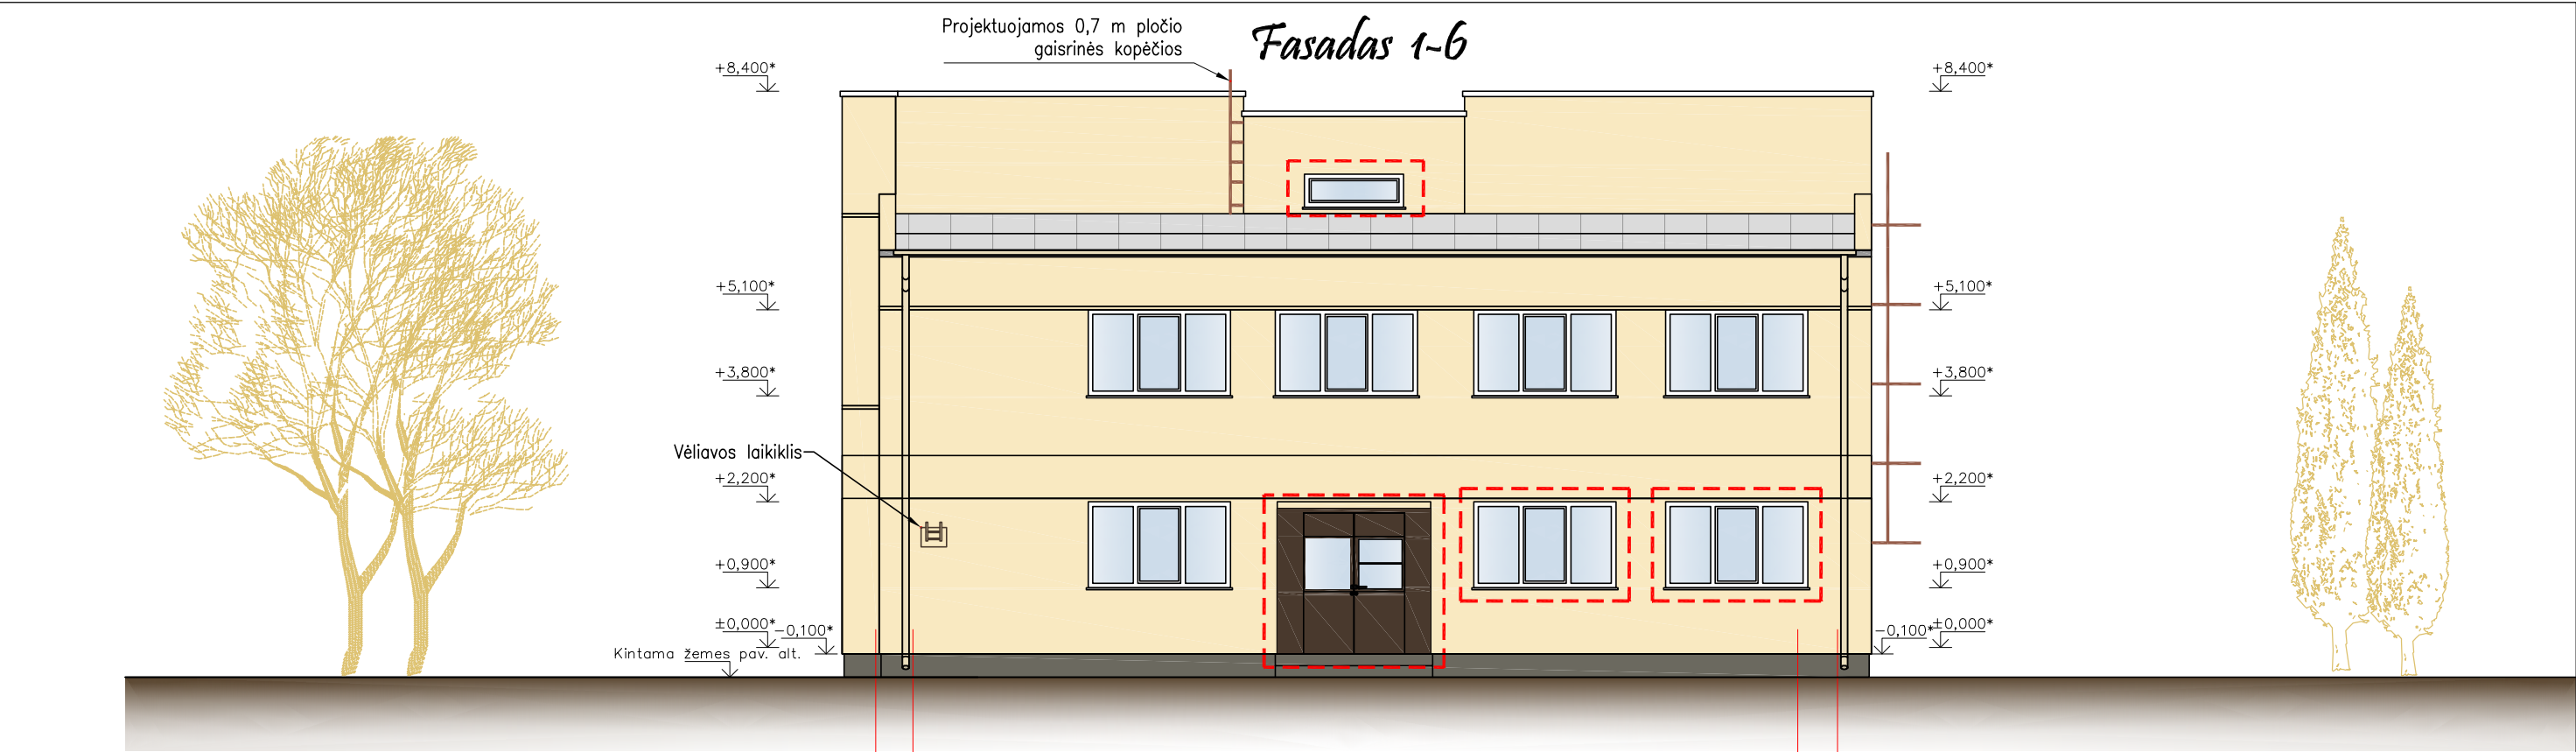 Projektuojamos 0,7 m pločio
gaisrinės kopėčios
Fasadas 1-6
+8,400*
+8,400*
+5,100*
+5,100*
+3,800*
+3,800*
Vėliavos laikiklis
+2,200*
+2,200*
+0,900*
+0,900*
±0,000*
-0,100*
-0,100*
±0,000*
Kintama žemes pav. alt.